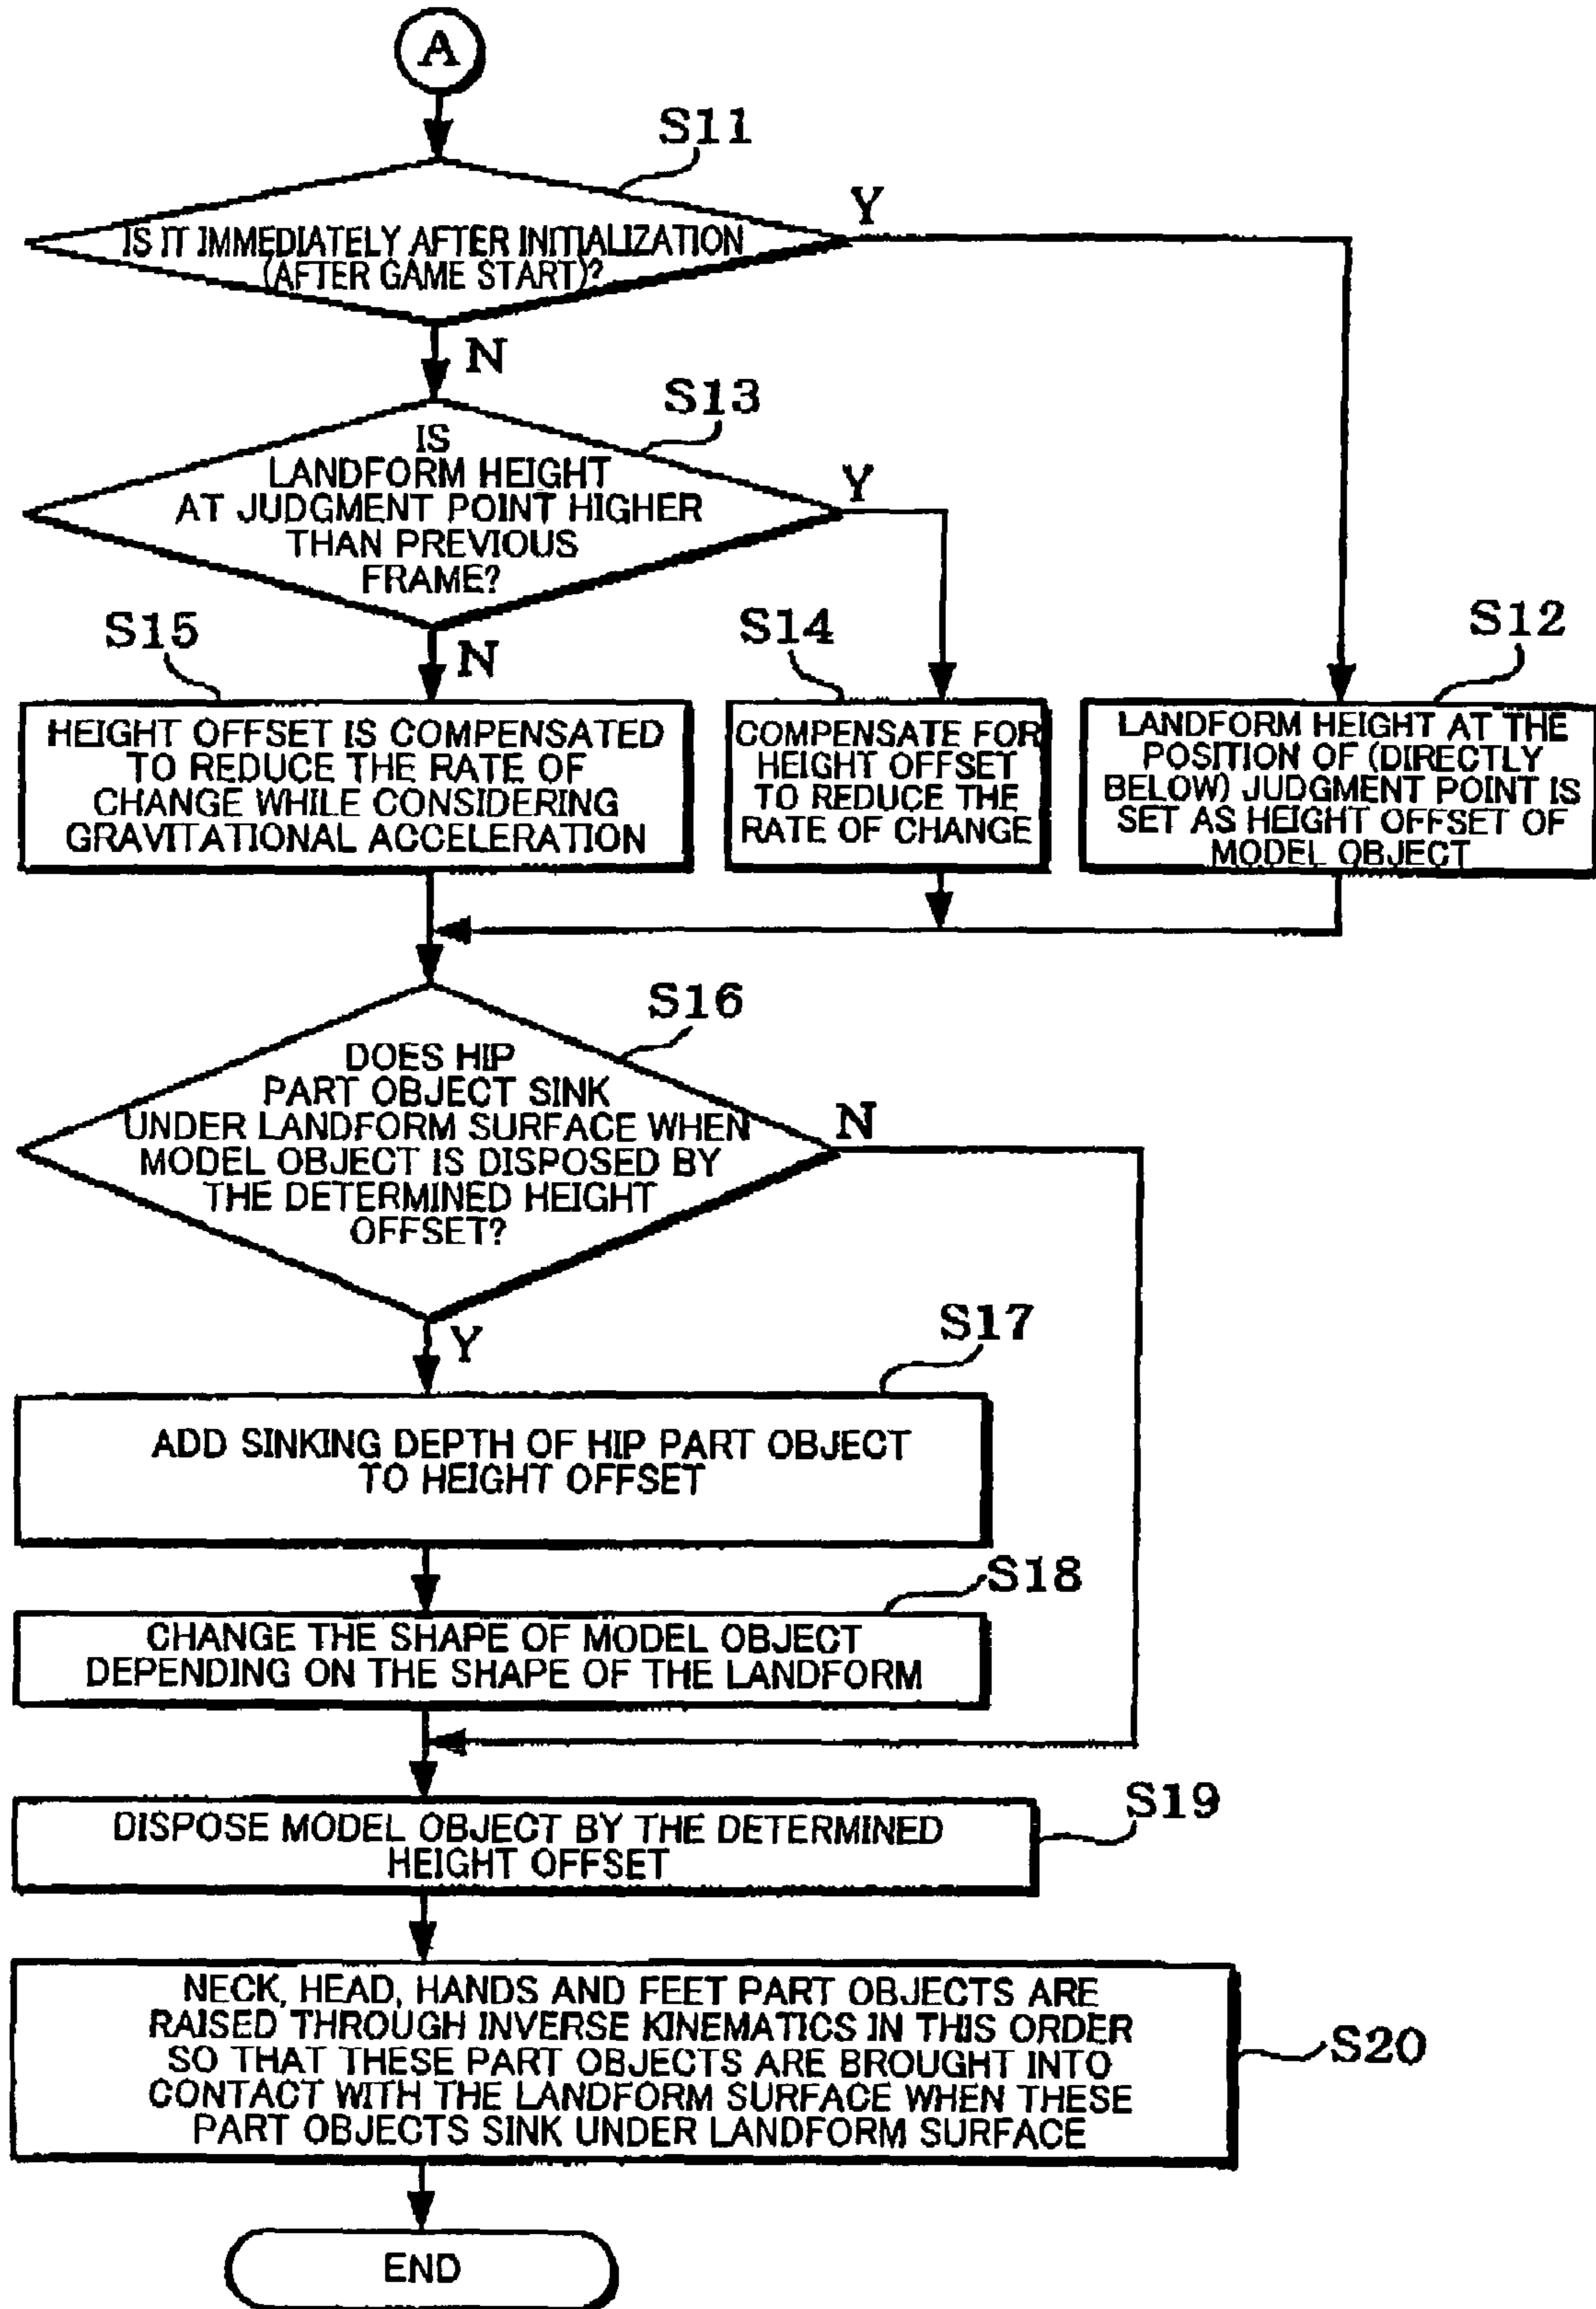 A
S11
IS IT IMMEDIATELY AFTER INITIALIZATION
(AFTER GAME START)?
Y
N
S13
IS
LANDFORM HEIGHT
AT JUDGMENT POINT HIGHER
THAN PREVIOUS
FRAME?
Y
N
S15
HEIGHT OFFSET IS COMPENSATED
TO REDUCE THE RATE OF
CHANGE WHILE CONSIDERING
GRAVITATIONAL ACCELERATION
S14
COMPENSATE FOR
HEIGHT OFFSET
TO REDUCE THE
RATE OF CHANGE
S12
LANDFORM HEIGHT AT THE
POSITION OF (DIRECTLY
BELOW) JUDGMENT POINT IS
SET AS HEIGHT OFFSET OF
MODEL OBJECT
S16
DOES HIP
PART OBJECT SINK
UNDER LANDFORM SURFACE WHEN
MODEL OBJECT IS DISPOSED BY
THE DETERMINED HEIGHT
OFFSET?
N
Y
S17
ADD SINKING DEPTH OF HIP PART OBJECT
TO HEIGHT OFFSET
S18
CHANGE THE SHAPE OF MODEL OBJECT
DEPENDING ON THE SHAPE OF THE LANDFORM
S19
DISPOSE MODEL OBJECT BY THE DETERMINED
HEIGHT OFFSET
S20
NECK, HEAD, HANDS AND FEET PART OBJECTS ARE
RAISED THROUGH INVERSE KINEMATICS IN THIS ORDER
SO THAT THESE PART OBJECTS ARE BROUGHT INTO
CONTACT WITH THE LANDFORM SURFACE WHEN THESE
PART OBJECTS SINK UNDER LANDFORM SURFACE
END